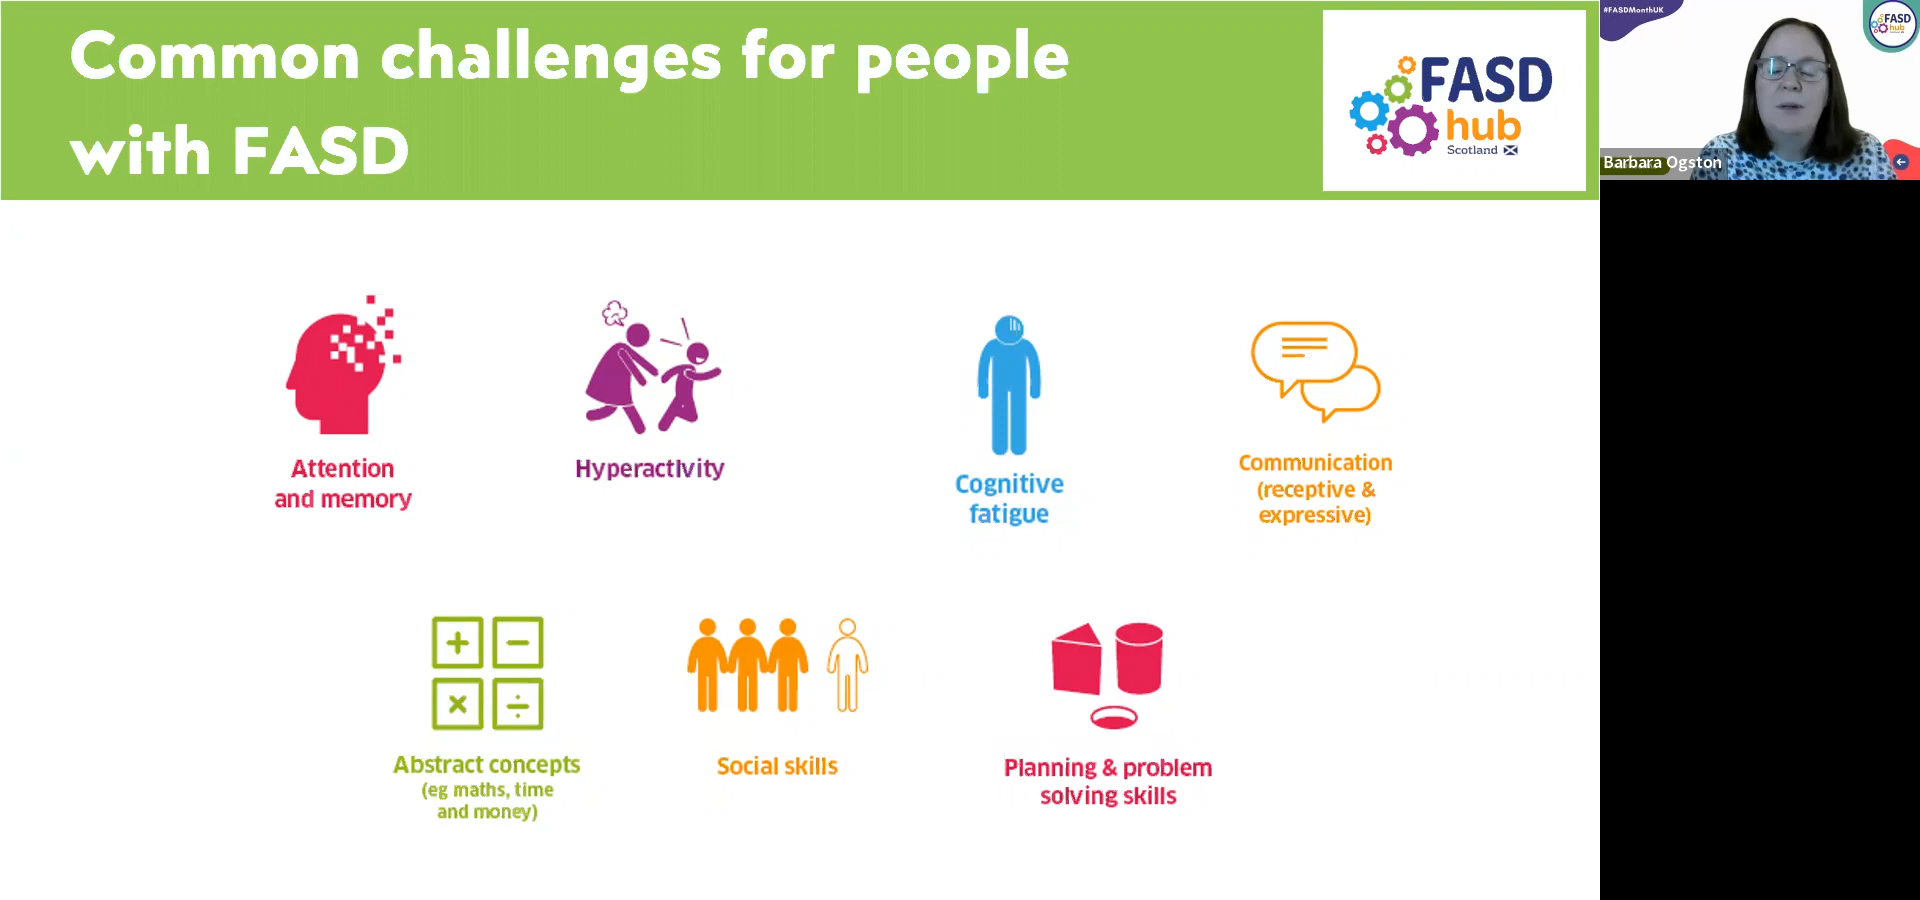 Common challenges for people
with FASD
FASD
hub
Scotland
#FASDMonthUK
FASD
hub
Barbara Ogston
Attention
and memory
Hyperactivity
Cognitive
fatigue
Communication
(receptive &
expressive)
+ −
× ÷
Abstract concepts
(eg maths, time
and money)
Social skills
Planning & problem
solving skills